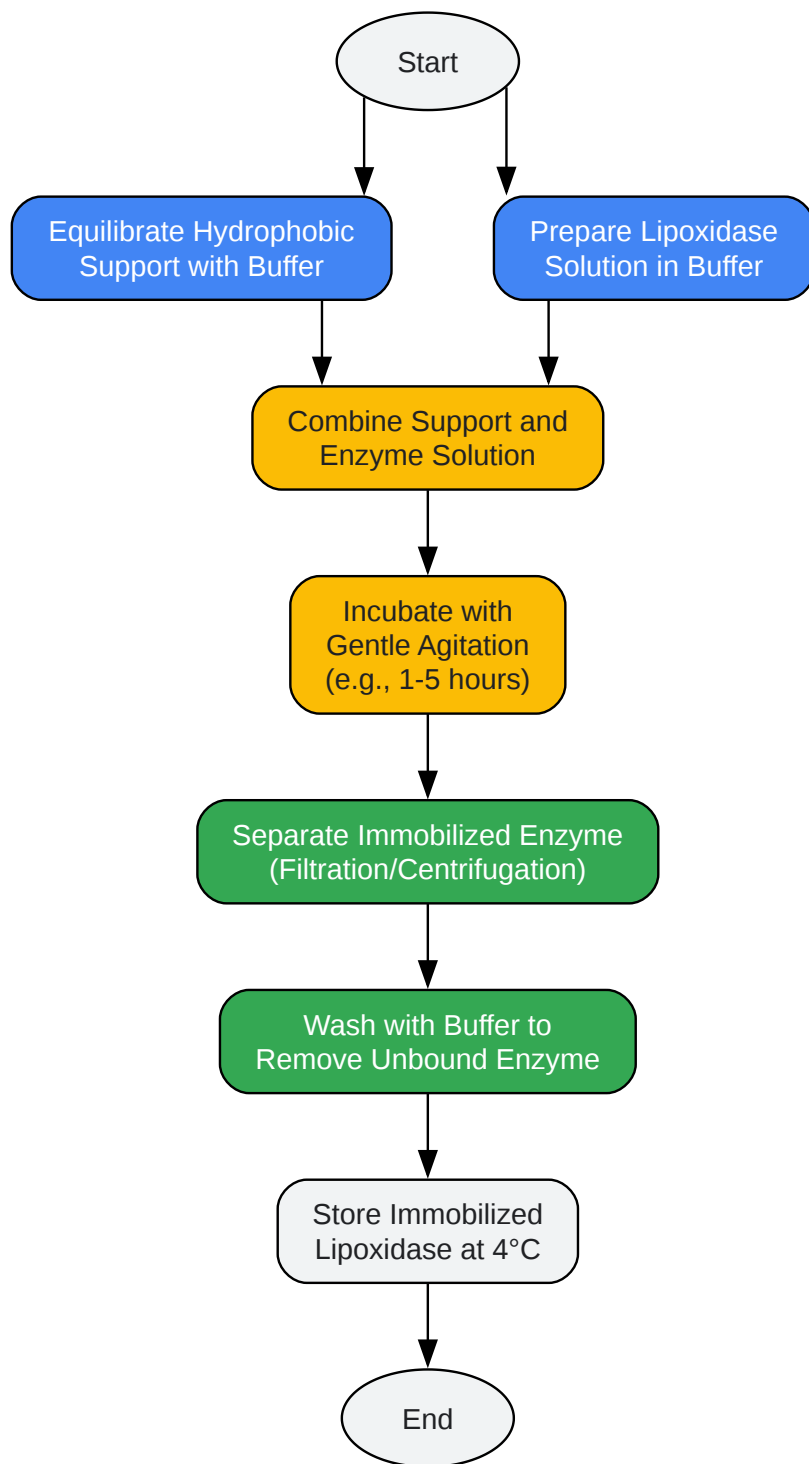 Start
Equilibrate Hydrophobic
Support with Buffer
Prepare Lipoxidase
Solution in Buffer
Combine Support and
Enzyme Solution
Incubate with
Gentle Agitation
(e.g., 1-5 hours)
Separate Immobilized Enzyme
(Filtration/Centrifugation)
Wash with Buffer to
Remove Unbound Enzyme
Store Immobilized
Lipoxidase at 4°C
End